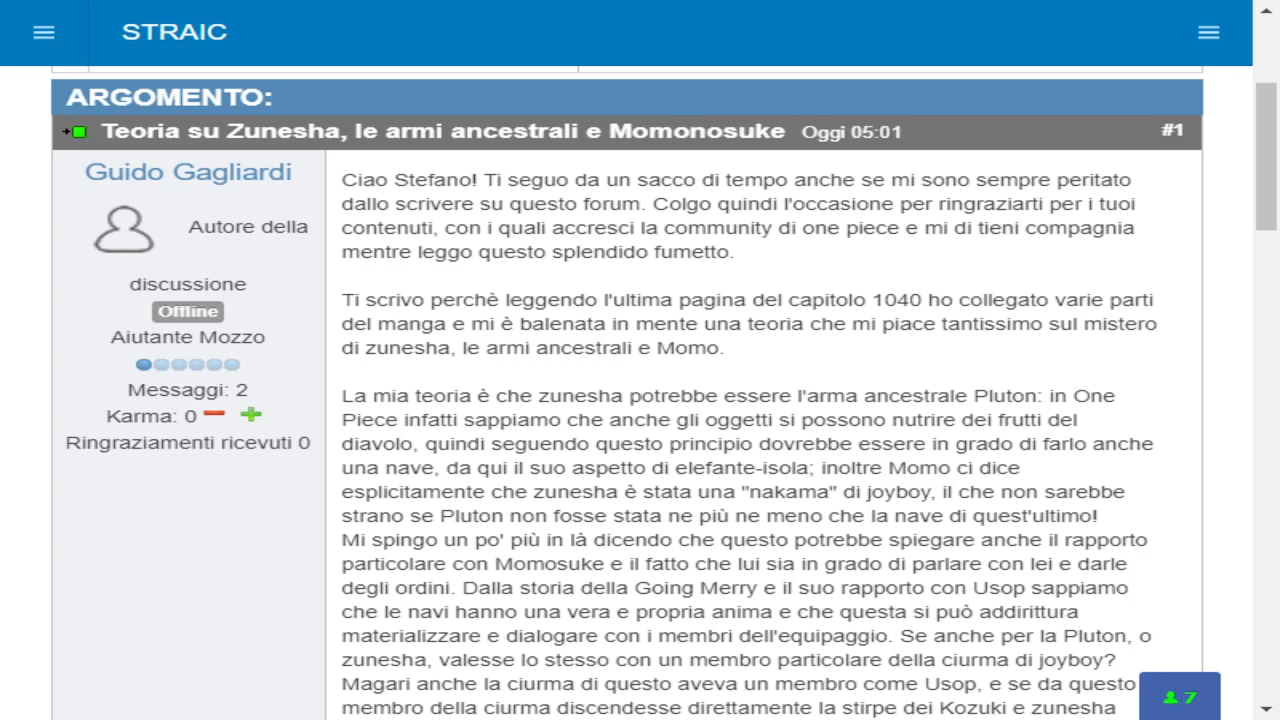 STRAIC
ARGOMENTO:
Teoria su Zunesha, le armi ancestrali e Momonosuke Oggi 05:01 #1
Guido Gagliardi
Autore della
discussione
Offline
Aiutante Mozzo
Messaggi: 2
Karma: 0
Ringraziamenti ricevuti 0
Ciao Stefano! Ti seguo da un sacco di tempo anche se mi sono sempre peritato
dallo scrivere su questo forum. Colgo quindi l'occasione per ringraziarti per i tuoi
contenuti, con i quali accresci la community di one piece e mi di tieni compagnia
mentre leggo questo splendido fumetto.
Ti scrivo perchè leggendo l'ultima pagina del capitolo 1040 ho collegato varie parti
del manga e mi è balenata in mente una teoria che mi piace tantissimo sul mistero
di zunesha, le armi ancestrali e Momo.
La mia teoria è che zunesha potrebbe essere l'arma ancestrale Pluton: in One
Piece infatti sappiamo che anche gli oggetti si possono nutrire dei frutti del
diavolo, quindi seguendo questo principio dovrebbe essere in grado di farlo anche
una nave, da qui il suo aspetto di elefante-isola; inoltre Momo ci dice
esplicitamente che zunesha è stata una "nakama" di joyboy, il che non sarebbe
strano se Pluton non fosse stata ne più ne meno che la nave di quest'ultimo!
Mi spingo un po' più in là dicendo che questo potrebbe spiegare anche il rapporto
particolare con Momosuke e il fatto che lui sia in grado di parlare con lei e darle
degli ordini. Dalla storia della Going Merry e il suo rapporto con Usop sappiamo
che le navi hanno una vera e propria anima e che questa si può addirittura
materializzare e dialogare con i membri dell'equipaggio. Se anche per la Pluton, o
zunesha, valesse lo stesso con un membro particolare della ciurma di joyboy?
Magari anche la ciurma di questo aveva un membro come Usop, e se da questo
membro della ciurma discendesse direttamente la stirpe dei Kozuki e zunesha
7